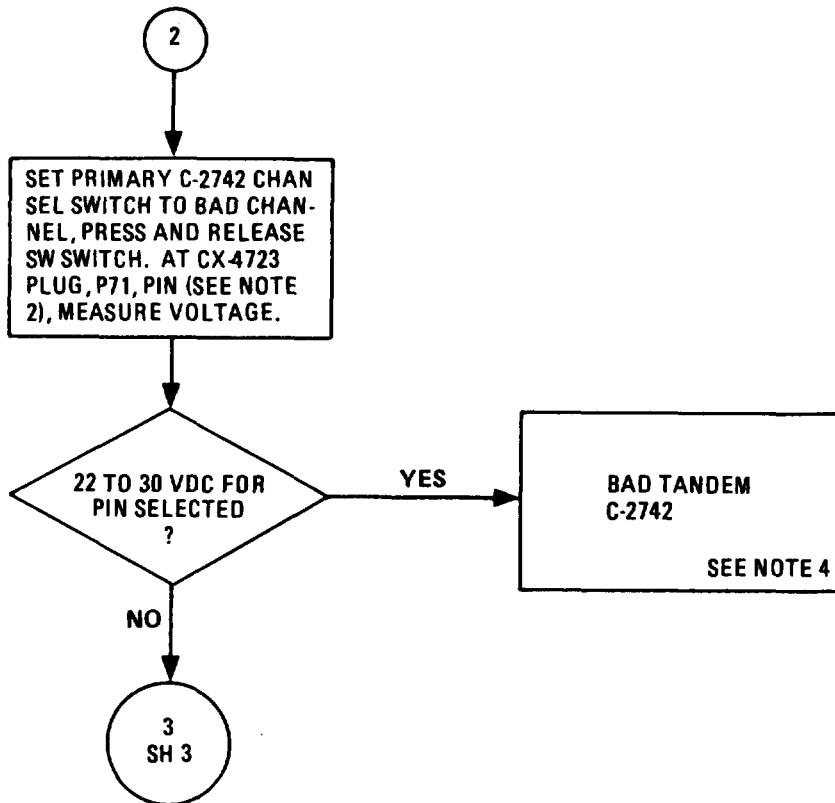 2
SET PRIMARY C-2742 CHAN
SEL SWITCH TO BAD CHAN-
NEL, PRESS AND RELEASE
SW SWITCH. AT CX-4723
PLUG, P71, PIN (SEE NOTE
2), MEASURE VOLTAGE.
22 TO 30 VDC FOR
PIN SELECTED
?
YES
BAD TANDEM
C-2742
SEE NOTE 4
NO
3
SH 3